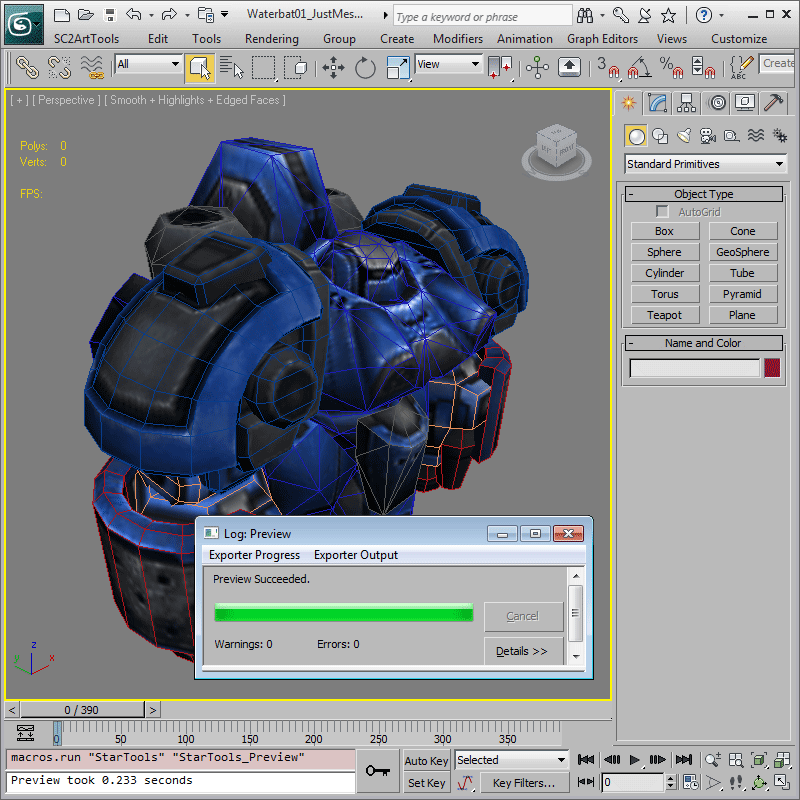 Waterbat01_JustMes...
Type a keyword or phrase
SC2ArtTools Edit Tools Rendering Group Create Modifiers Animation Graph Editors Views Customize
All View 3 % ABC Create
[ + ] [ Perspective ] [ Smooth + Highlights + Edged Faces ]
Polys: 0
Verts: 0
FPS:
Standard Primitives
- Object Type
AutoGrid
Box Cone
Sphere GeoSphere
Cylinder Tube
Torus Pyramid
Teapot Plane
- Name and Color
Log: Preview
Exporter Progress Exporter Output
Preview Succeeded.
Cancel
Warnings: 0 Errors: 0
Details >>
z
y x
< 0 / 390 >
0 50 100 150 200 250 300 350
macros.run "StarTools" "StarTools_Preview"
Preview took 0.233 seconds
Auto Key Selected
Set Key Key Filters...
0